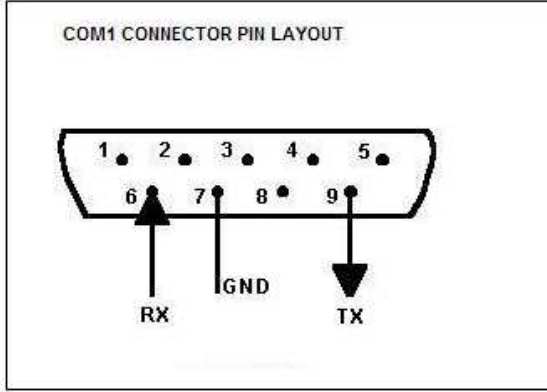 COM1 CONNECTOR PIN LAYOUT
1 2 3 4 5
6 7 8 9
GND
RX TX